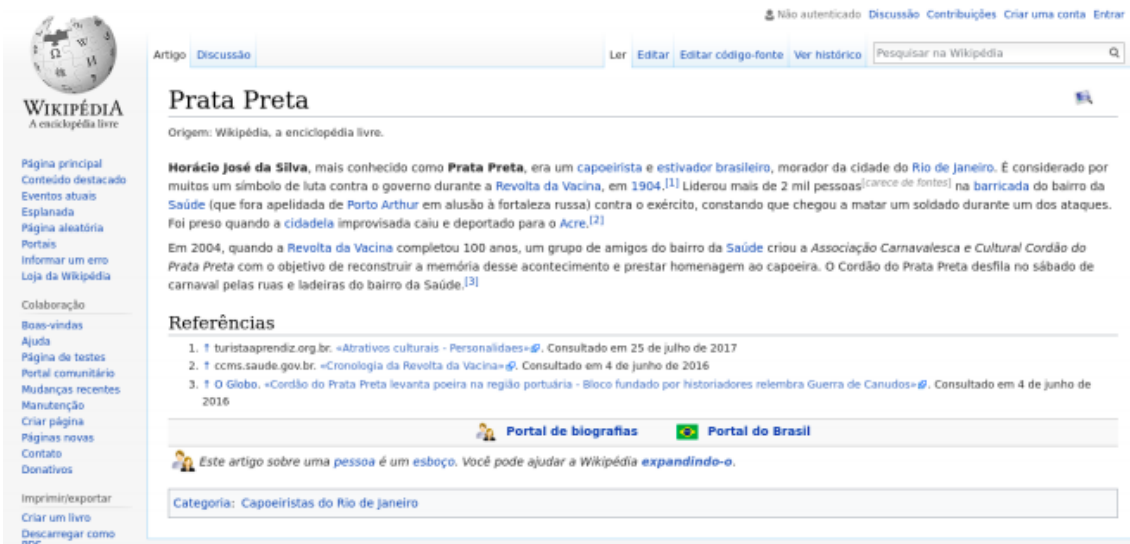 Não autenticado Discussão Contribuições Criar uma conta Entrar
Artigo Discussão Ler Editar Editar código-fonte Ver histórico Pesquisar na Wikipédia
WIKIPÉDIA
A enciclopédia livre
Página principal
Conteúdo destacado
Eventos atuais
Esplanada
Página aleatória
Portais
Informar um erro
Loja da Wikipédia
Colaboração
Boas-vindas
Ajuda
Página de testes
Portal comunitário
Mudanças recentes
Manutenção
Criar página
Páginas novas
Contato
Donativos
Imprimir/exportar
Criar um livro
Descarregar como
Prata Preta
Origem: Wikipédia, a enciclopédia livre.
Horácio José da Silva, mais conhecido como Prata Preta, era um capoeirista e estivador brasileiro, morador da cidade do Rio de Janeiro. É considerado por
muitos um símbolo de luta contra o governo durante a Revolta da Vacina, em 1904.[1] Liderou mais de 2 mil pessoas[carece de fontes] na barricada do bairro da
Saúde (que fora apelidada de Porto Arthur em alusão à fortaleza russa) contra o exército, constando que chegou a matar um soldado durante um dos ataques.
Foi preso quando a cidadela improvisada caiu e deportado para o Acre.[2]
Em 2004, quando a Revolta da Vacina completou 100 anos, um grupo de amigos do bairro da Saúde criou a Associação Carnavalesca e Cultural Cordão do
Prata Preta com o objetivo de reconstruir a memória desse acontecimento e prestar homenagem ao capoeira. O Cordão do Prata Preta desfila no sábado de
carnaval pelas ruas e ladeiras do bairro da Saúde.[3]
Referências
1. ↑ turistaaprendiz.org.br. «Atrativos culturais - Personalidaes». Consultado em 25 de julho de 2017
2. ↑ ccms.saude.gov.br. «Cronologia da Revolta da Vacina». Consultado em 4 de junho de 2016
3. ↑ O Globo. «Cordão do Prata Preta levanta poeira na região portuária - Bloco fundado por historiadores relembra Guerra de Canudos». Consultado em 4 de junho de
2016
Portal de biografias Portal do Brasil
Este artigo sobre uma pessoa é um esboço. Você pode ajudar a Wikipédia expandindo-o.
Categoria: Capoeiristas do Rio de Janeiro